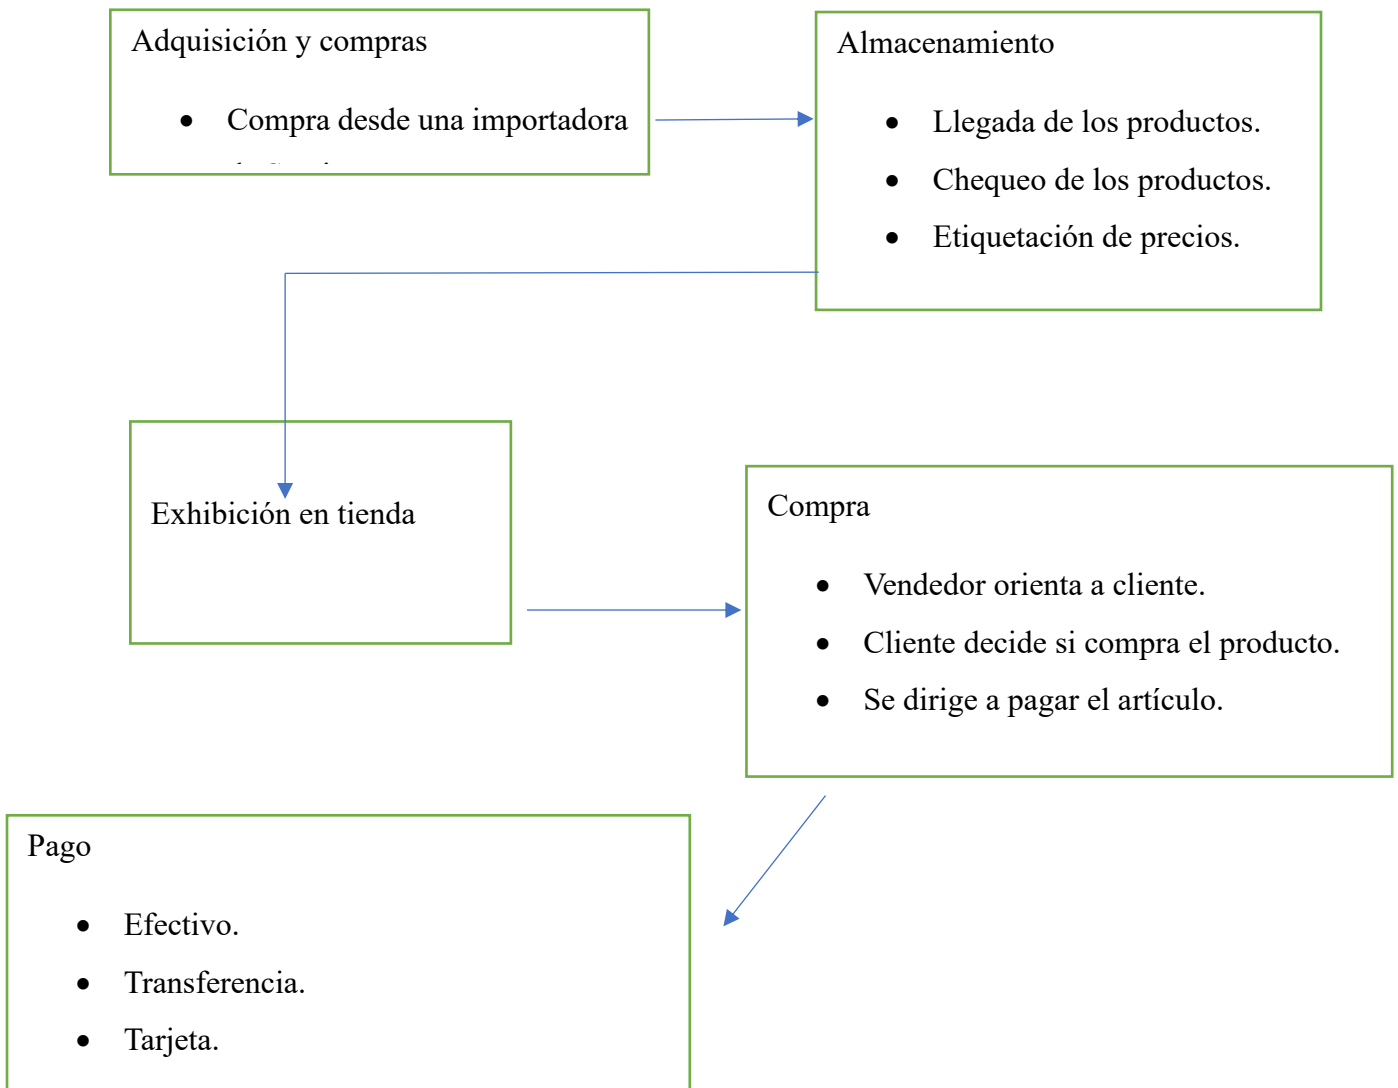 Adquisición y compras
• Compra desde una importadora
Almacenamiento
• Llegada de los productos.
• Chequeo de los productos.
• Etiquetación de precios.
Exhibición en tienda
Compra
• Vendedor orienta a cliente.
• Cliente decide si compra el producto.
• Se dirige a pagar el artículo.
Pago
• Efectivo.
• Transferencia.
• Tarjeta.